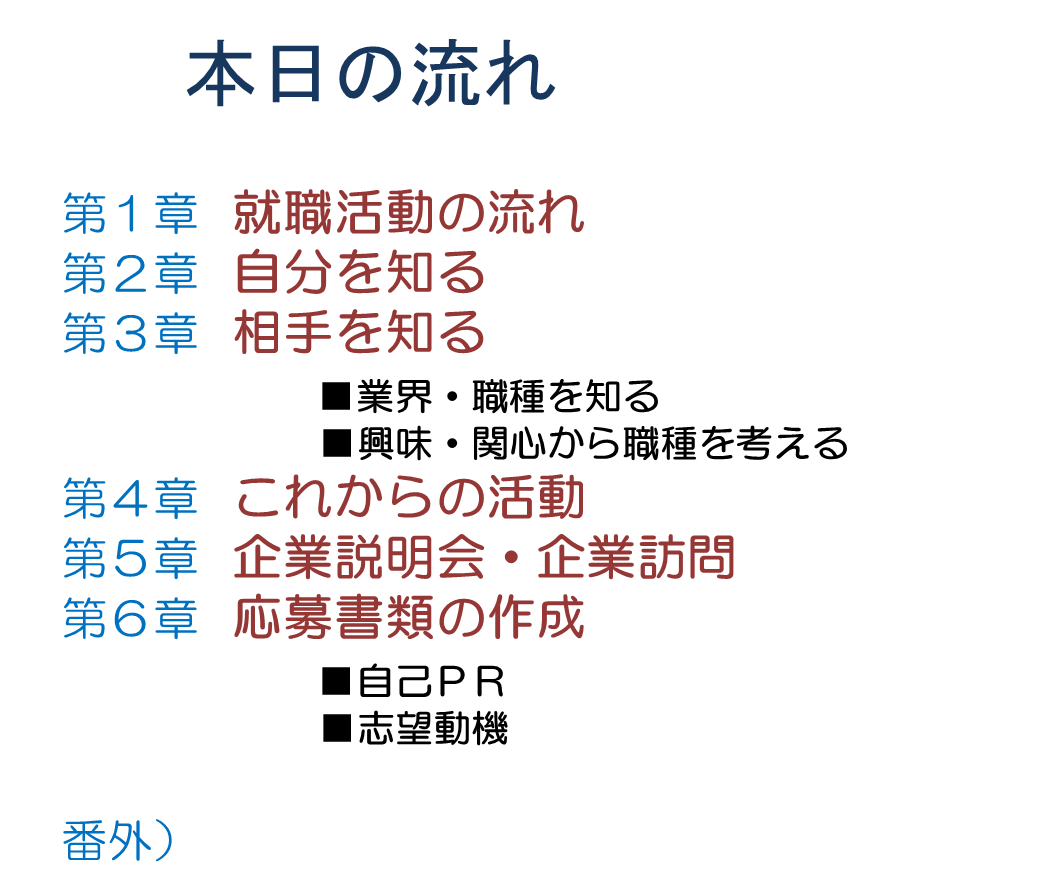 本日の流れ
第１章 就職活動の流れ
第２章 自分を知る
第３章 相手を知る
■業界・職種を知る
■興味・関心から職種を考える
第４章 これからの活動
第５章 企業説明会・企業訪問
第６章 応募書類の作成
■自己ＰＲ
■志望動機
番外）